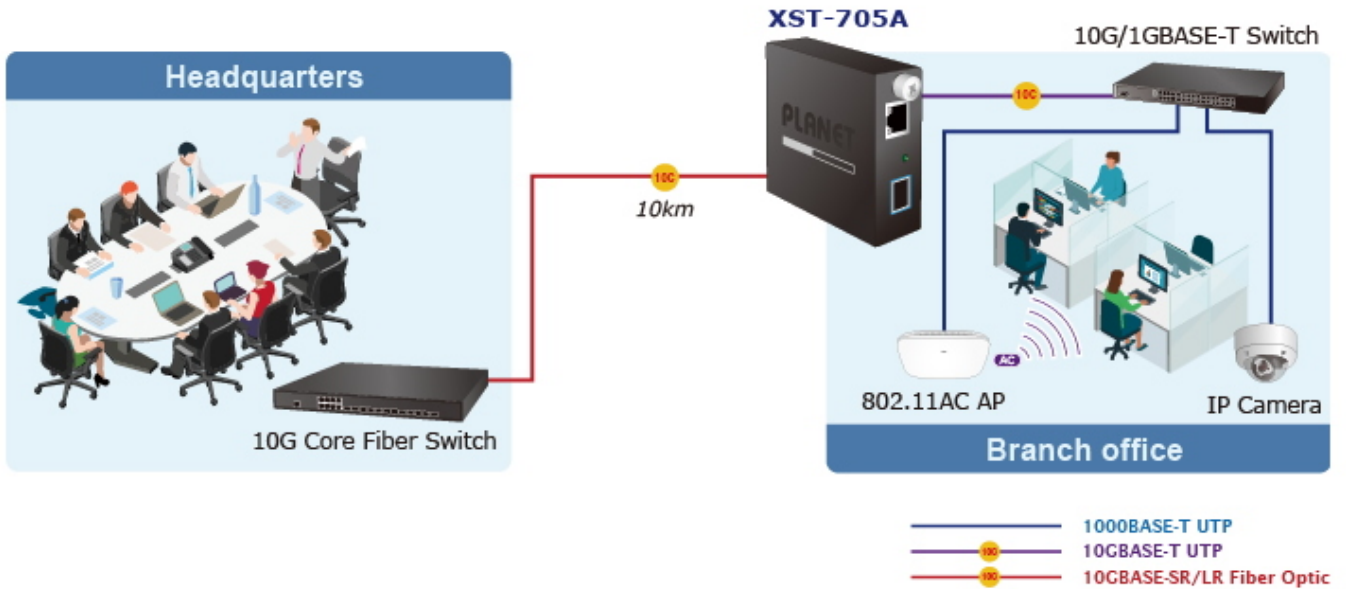 XST-705A
10G/1GBASE-T Switch
Headquarters
10G
PLANET
10G
10km
AC
802.11AC AP
IP Camera
10G Core Fiber Switch
Branch office
1000BASE-T UTP
10G
10GBASE-T UTP
10G
10GBASE-SR/LR Fiber Optic